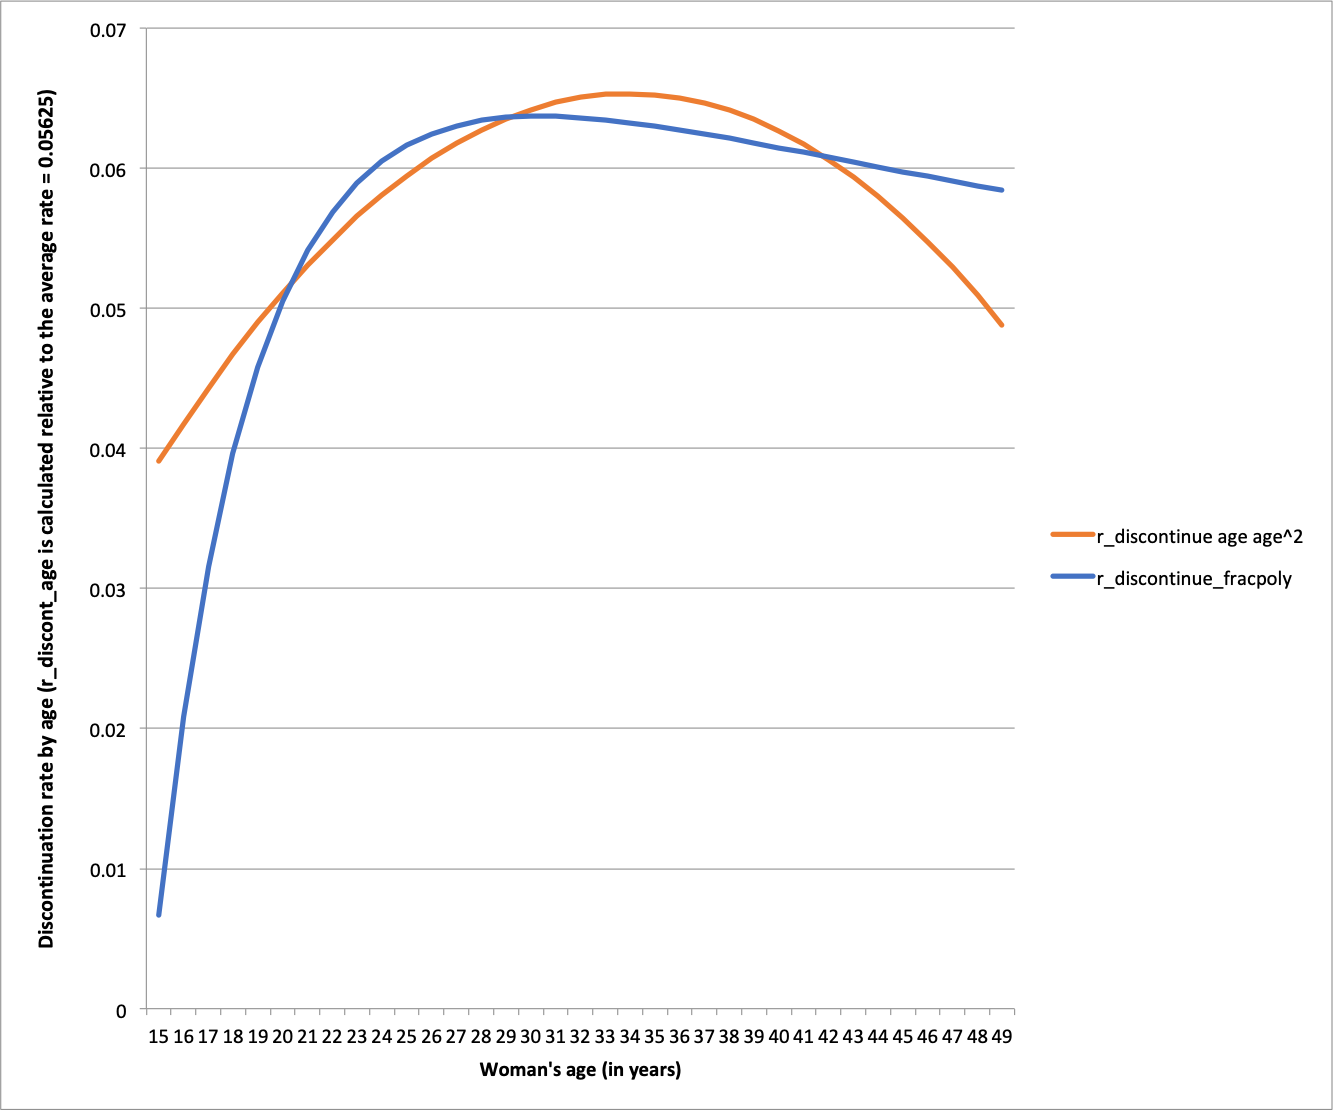 Discontinuation rate by age (r_discont_age is calculated relative to the average rate = 0.05625)
0.07
0.06
0.05
0.04
0.03
0.02
0.01
0
15 16 17 18 19 20 21 22 23 24 25 26 27 28 29 30 31 32 33 34 35 36 37 38 39 40 41 42 43 44 45 46 47 48 49
Woman's age (in years)
r_discontinue age age^2
r_discontinue_fracpoly